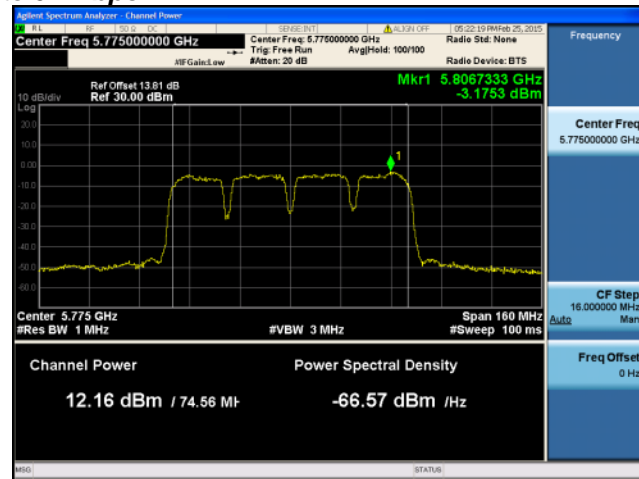 Agilent Spectrum Analyzer - Channel Power
RL RF 50 Ω DC SENSE:INT ALIGN OFF 05:22:19 PM Feb 25, 2015
Center Freq 5.775000000 GHz
Center Freq: 5.775000000 GHz
Radio Std: None
Trig: Free Run Avg|Hold: 100/100
#IFGain:Low #Atten: 20 dB Radio Device: BTS
Frequency
Ref Offset 13.81 dB
Mkr1 5.8067333 GHz
10 dB/div Ref 30.00 dBm -3.1753 dBm
Log
20.0
10.0
0.00
-10.0
-20.0
-30.0
-40.0
-50.0
-60.0
1
Center Freq
5.775000000 GHz
Center 5.775 GHz Span 160 MHz
#Res BW 1 MHz #VBW 3 MHz #Sweep 100 ms
CF Step
16.000000 MHz
Auto Man
Channel Power Power Spectral Density
12.16 dBm / 74.56 MH -66.57 dBm /Hz
Freq Offset
0 Hz
MSG STATUS